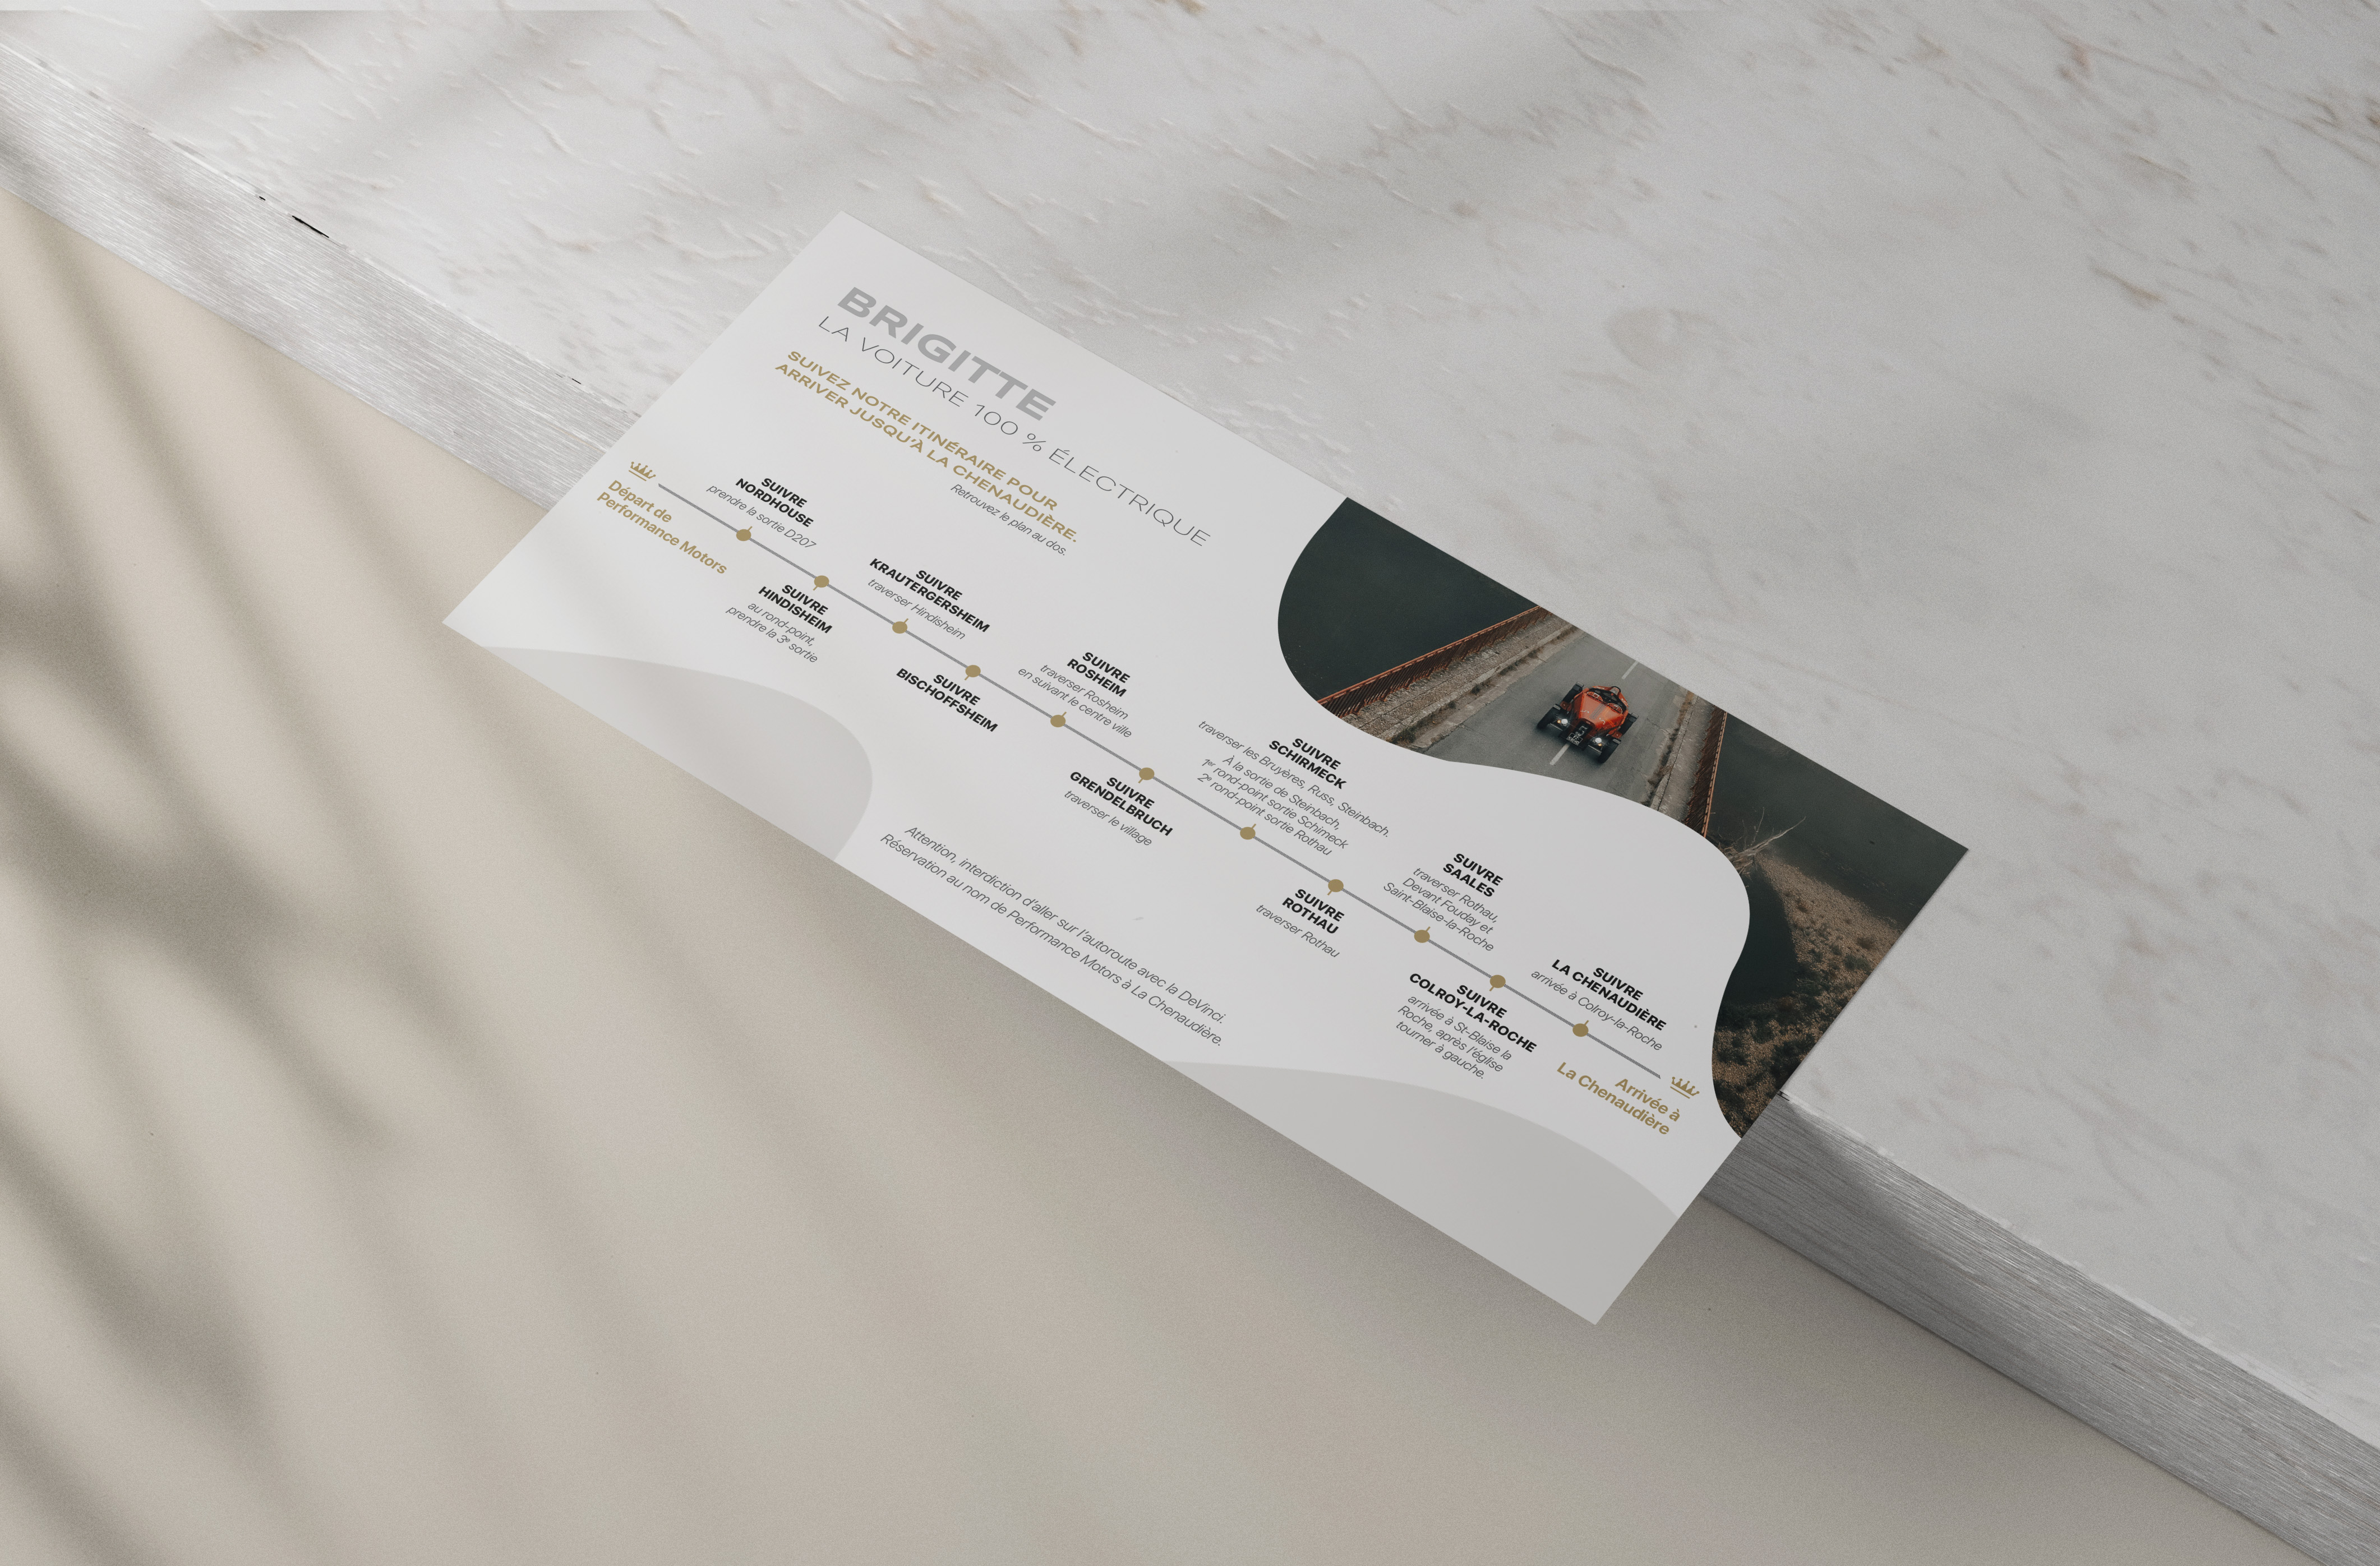 BRIGITTE
LA VOITURE 100 % ÉLECTRIQUE
SUIVEZ NOTRE ITINÉRAIRE POUR
ARRIVER JUSQU'À LA CHENAUDIÈRE.
Retrouvez le plan au dos.
Départ de
Performance Motors
SUIVRE
NORDHOUSE
prendre la sortie D207
SUIVRE
HINDISHEIM
au rond-point,
prendre la 3e sortie
SUIVRE
KRAUTERGERSHEIM
traverser Hindisheim
SUIVRE
BISCHOFFSHEIM
SUIVRE
ROSHEIM
traverser Rosheim
en suivant le centre ville
SUIVRE
GRENDELBRUCH
traverser le village
SUIVRE
SCHIRMECK
traverser les Bruyères, Russ, Steinbach.
À la sortie de Steinbach,
1er rond-point sortie Schimeck
2e rond-point sortie Rothau
SUIVRE
ROTHAU
traverser Rothau
SUIVRE
SAALES
traverser Rothau,
Devant Fouday et
Saint-Blaise-la-Roche
SUIVRE
COLROY-LA-ROCHE
arrivée à St-Blaise la
Roche, après l'église
tourner à gauche.
SUIVRE
LA CHENAUDIÈRE
arrivée à Colroy-la-Roche
Arrivée à
La Chenaudière
Attention, interdiction d'aller sur l'autoroute avec la DeVinci.
Réservation au nom de Performance Motors à La Chenaudière.